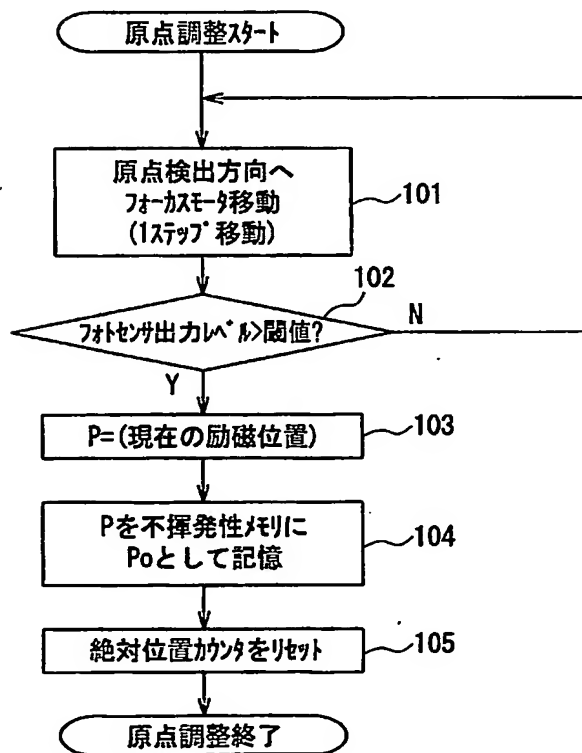 原点調整スタート
原点検出方向へ
フォーカスモータ移動
(1ステップ移動)
101
102
フォトセンサ出力レベル>閾値?
N
Y
P=(現在の励磁位置)
103
Pを不揮発性メモリに
Poとして記憶
104
絶対位置カウンタをリセット
105
原点調整終了